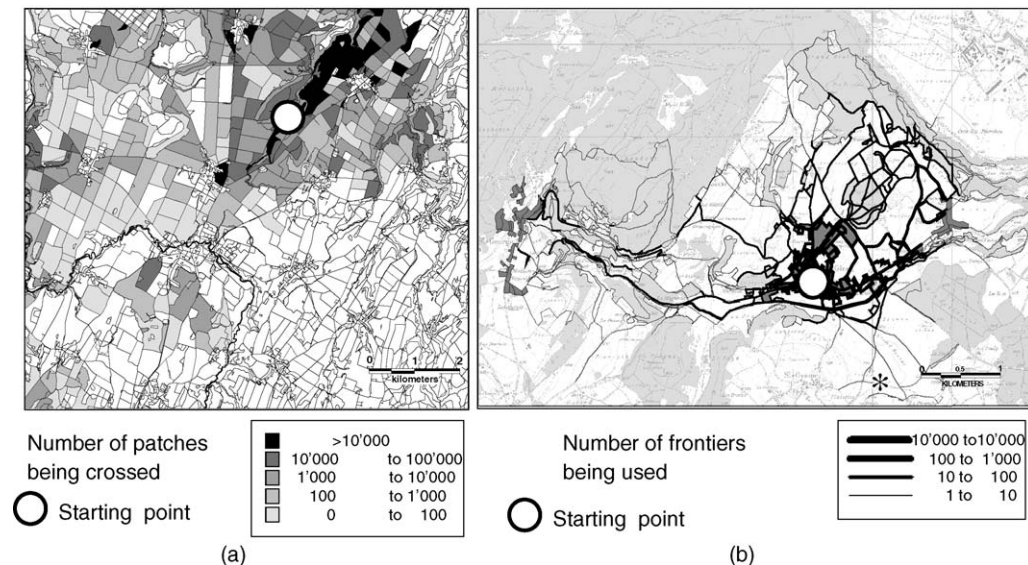 0 1 2
kilometers
0 0.5 1
KILOMETERS
*
Number of patches
being crossed
Starting point
>10'000
10'000 to 100'000
1'000 to 10'000
100 to 1'000
0 to 100
(a)
Number of frontiers
being used
Starting point
10'000 to10'000
100 to 1'000
10 to 100
1 to 10
(b)